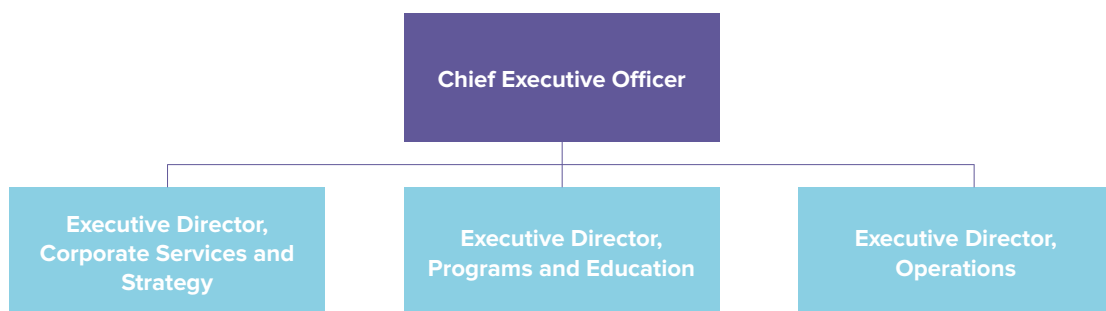 Chief Executive Officer
Executive Director,
Corporate Services and
Strategy
Executive Director,
Programs and Education
Executive Director,
Operations